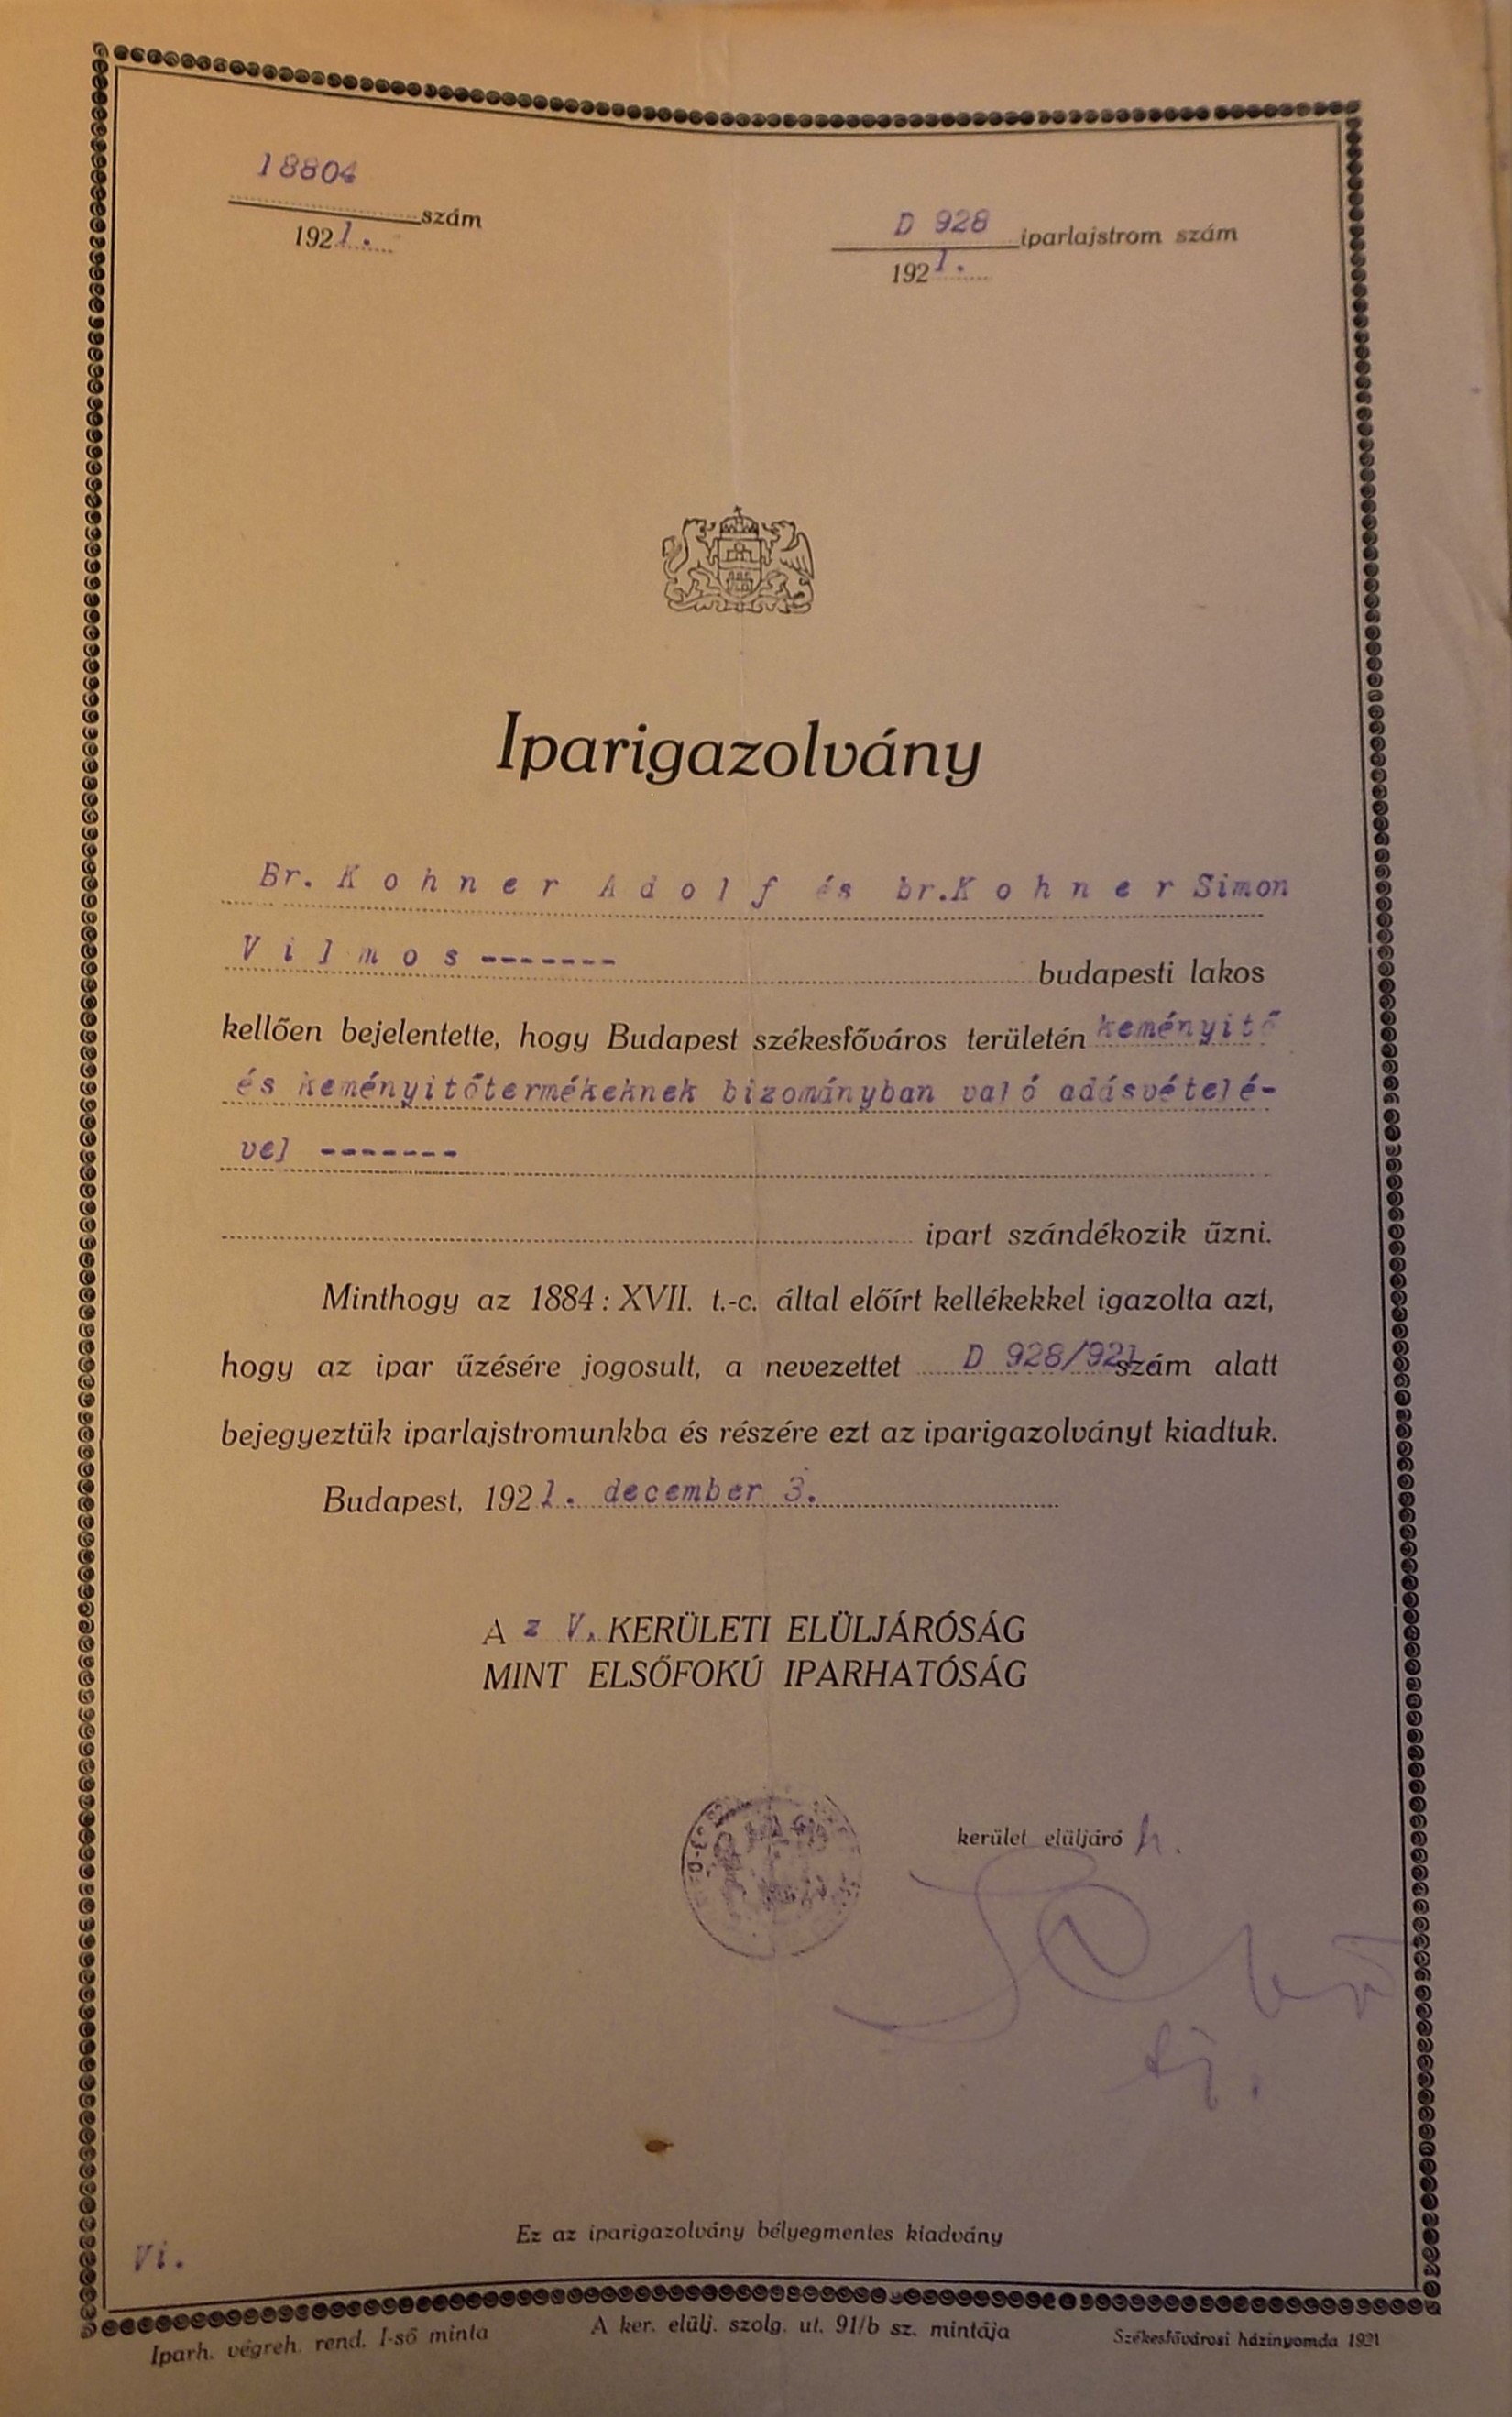 18804
szám
1921.
D 928
iparlajstrom szám
1921.
Iparigazolvány
Br. Kohner Adolf és br.Kohner Simon
Vilmos ------- budapesti lakos
kellően bejelentette, hogy Budapest székesfőváros területén keményitő
és keményitőtermékeknek bizományban való adásvételé-
vel -------
ipart szándékozik űzni.
Minthogy az 1884 : XVII. t.-c. által előírt kellékekkel igazolta azt,
hogy az ipar űzésére jogosult, a nevezettet D 928/921. szám alatt
bejegyeztük iparlajstromunkba és részére ezt az iparigazolványt kiadtuk.
Budapest, 1921. december 3.
Az V. KERÜLETI ELÜLJÁRÓSÁG
MINT ELSŐFOKÚ IPARHATÓSÁG
kerület elüljáró h.
Ez az iparigazolvány bélyegmentes kiadvány
Vi.
Iparh. végreh. rend. I-ső minta
A ker. elülj. szolg. ut. 91/b sz. mintája
Székesfővárosi házinyomda 1921